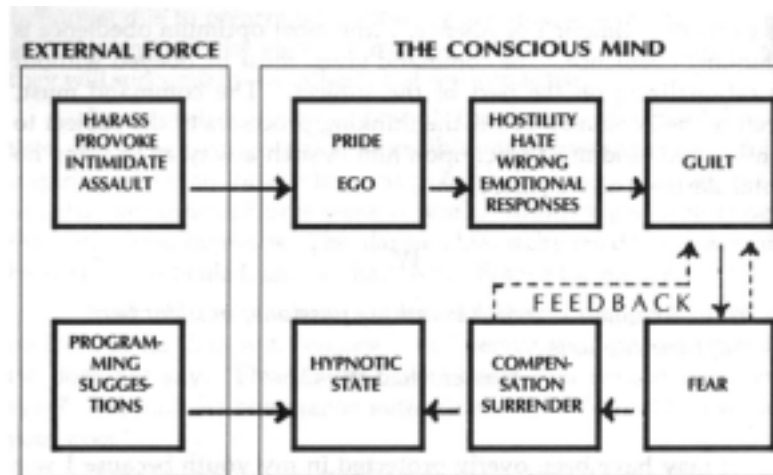 EXTERNAL FORCE
THE CONSCIOUS MIND
HARASS
PROVOKE
INTIMIDATE
ASSAULT
PRIDE
EGO
HOSTILITY
HATE
WRONG
EMOTIONAL
RESPONSES
GUILT
FEEDBACK
PROGRAM-
MING
SUGGES-
TIONS
HYPNOTIC
STATE
COMPEN-
SATION
SURRENDER
FEAR